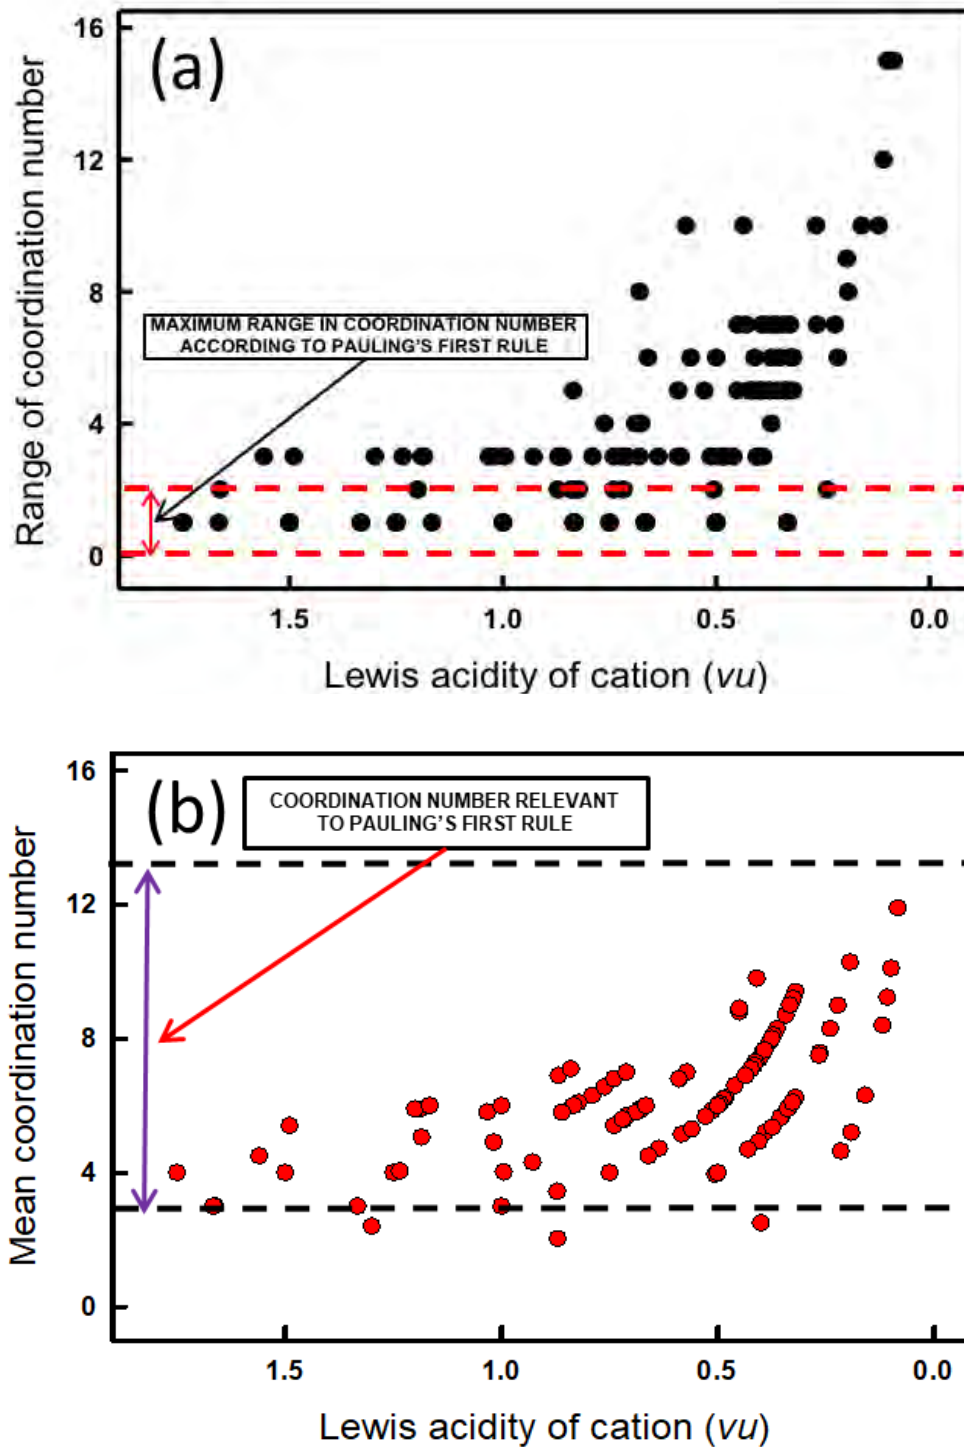 (a)
Range of coordination number
16
12
8
4
0
MAXIMUM RANGE IN COORDINATION NUMBER
ACCORDING TO PAULING'S FIRST RULE
1.5 1.0 0.5 0.0
Lewis acidity of cation (vu)
(b)
Mean coordination number
16
12
8
4
0
COORDINATION NUMBER RELEVANT
TO PAULING'S FIRST RULE
1.5 1.0 0.5 0.0
Lewis acidity of cation (vu)